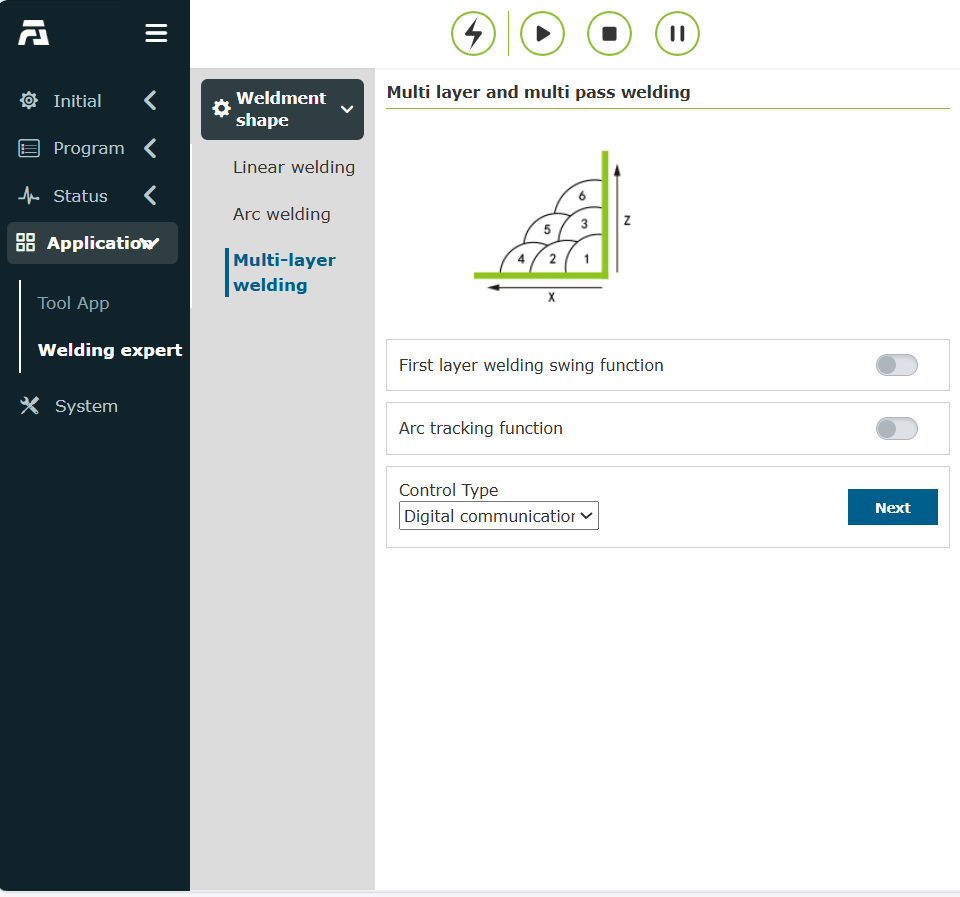 Initial
Program
Status
Application
Tool App
Welding expert
System
Weldment
shape
Linear welding
Arc welding
Multi-layer
welding
Multi layer and multi pass welding
6
5
3
4
2
1
Z
X
First layer welding swing function
Arc tracking function
Control Type
Digital communication
Next